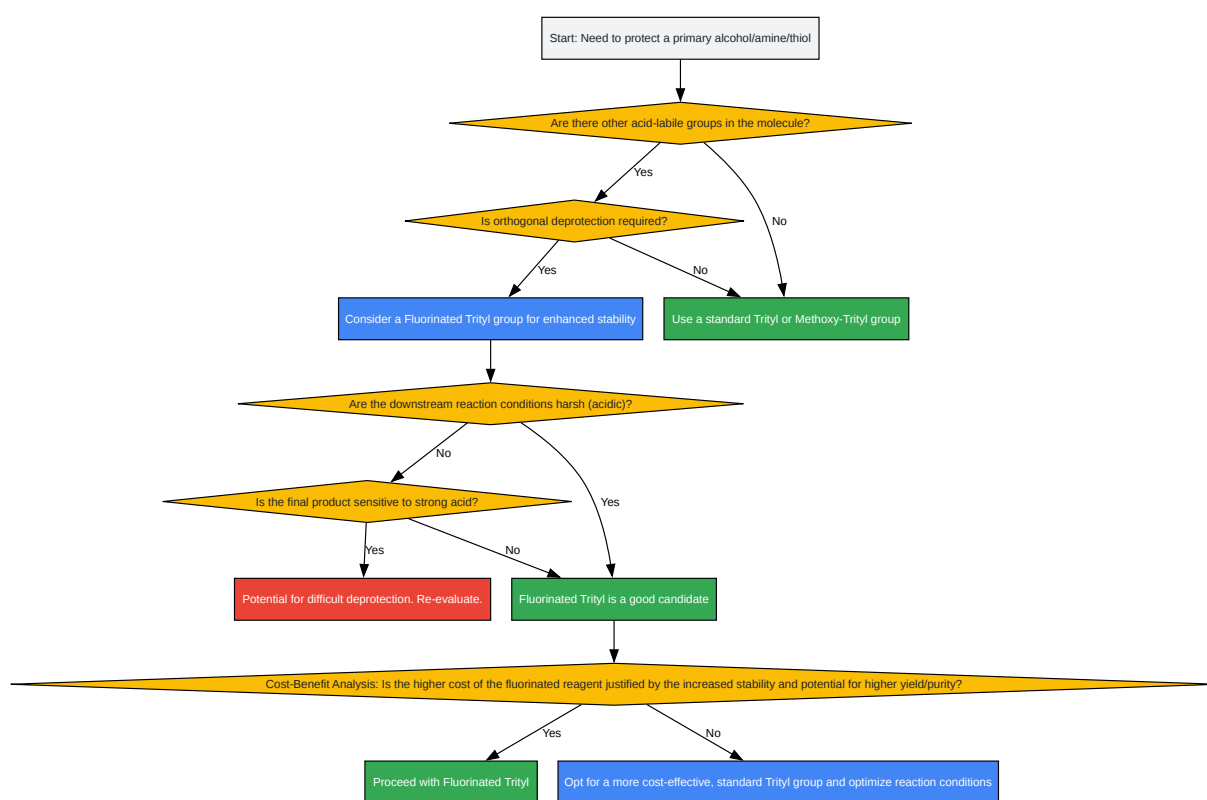 Start: Need to protect a primary alcohol/amine/thiol
Are there other acid-labile groups in the molecule?
Yes
Is orthogonal deprotection required?
No
Yes
No
Consider a Fluorinated Trityl group for enhanced stability
Use a standard Trityl or Methoxy-Trityl group
Are the downstream reaction conditions harsh (acidic)?
No
Is the final product sensitive to strong acid?
Yes
Yes
No
Potential for difficult deprotection. Re-evaluate.
Fluorinated Trityl is a good candidate
Cost-Benefit Analysis: Is the higher cost of the fluorinated reagent justified by the increased stability and potential for higher yield/purity?
Yes
No
Proceed with Fluorinated Trityl
Opt for a more cost-effective, standard Trityl group and optimize reaction conditions